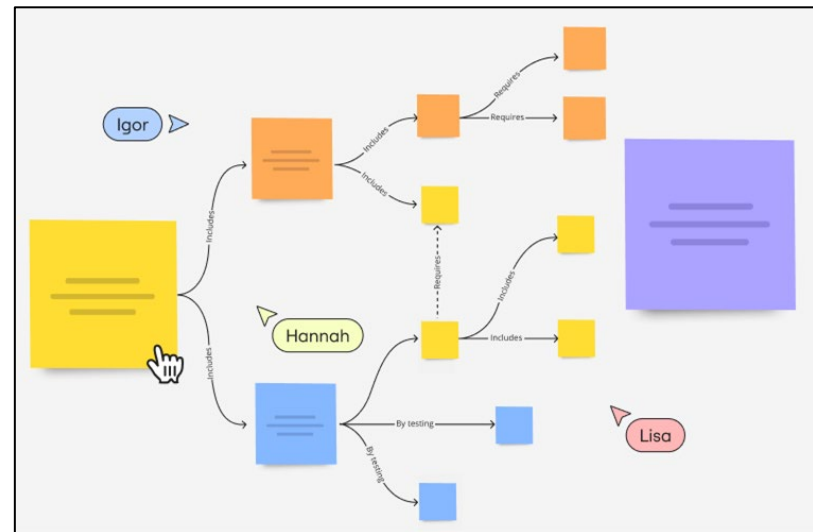 Igor
Includes
Includes
Includes
Requires
Requires
Requires
Includes
Includes
Hannah
Includes
By testing
By testing
Lisa